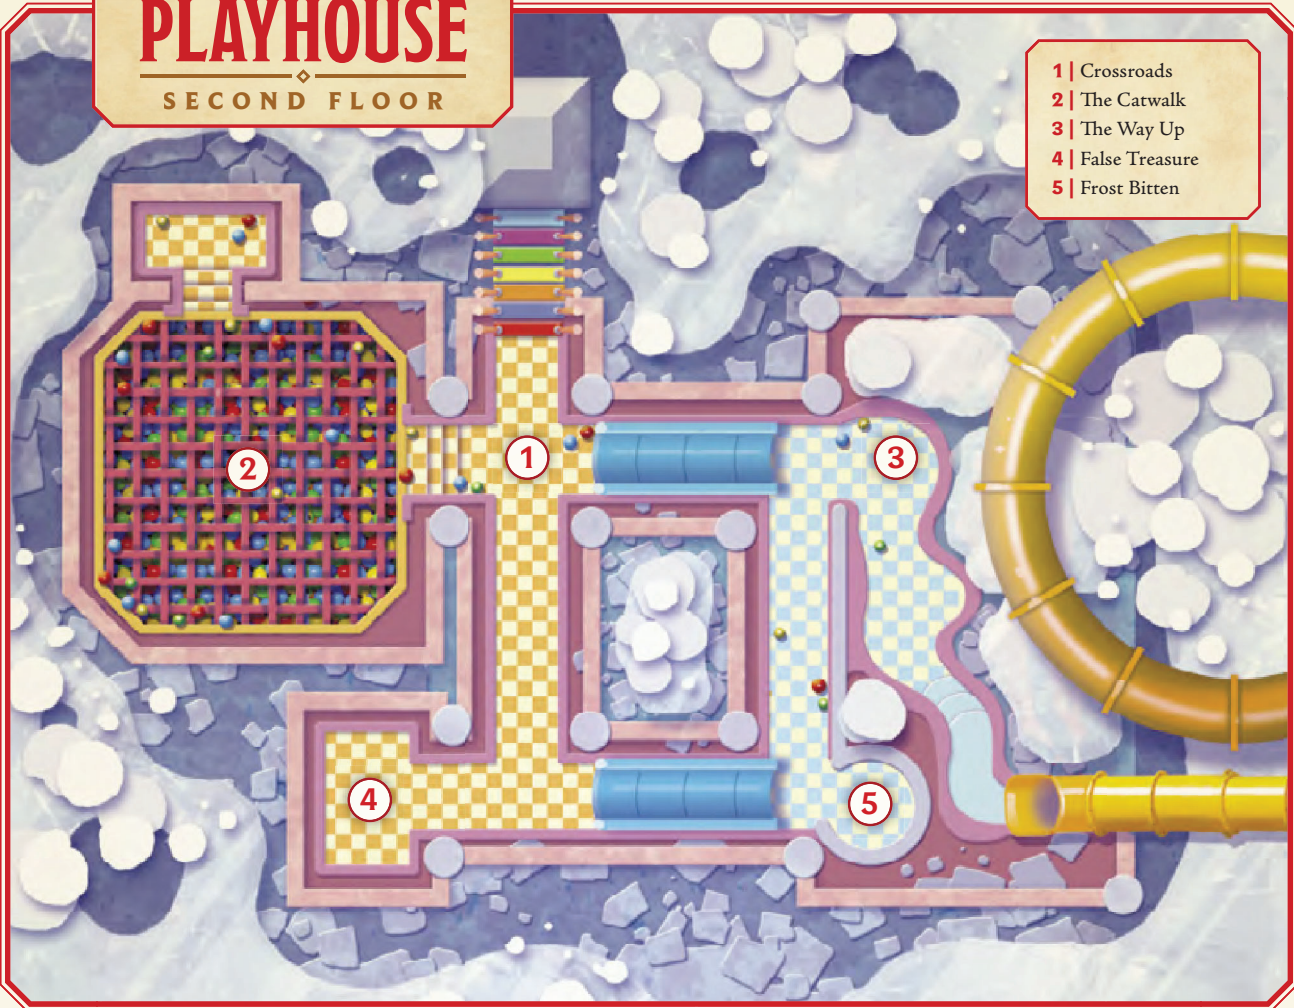 PLAYHOUSE
SECOND FLOOR
1 | Crossroads
2 | The Catwalk
3 | The Way Up
4 | False Treasure
5 | Frost Bitten
1
2
3
4
5